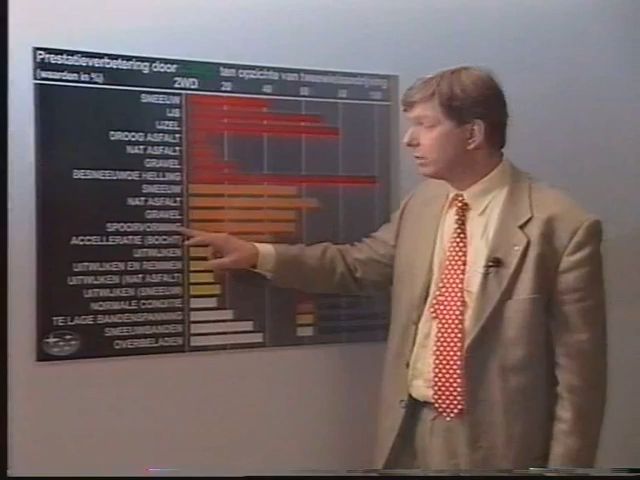 Prestatieverbetering door ten opzichte van tweewielaandrijving
(waarden in %)
2WD 20 40 60 80
SNEEUW
IJS
IJZEL
DROOG ASFALT
NAT ASFALT
GRAVEL
BESNEEUWDE HELLING
SNEEUW
NAT ASFALT
GRAVEL
SPOORVORMING
ACCELLERATIE (BOCHT)
UITWIJKEN
UITWIJKEN EN REMMEN
UITWIJKEN (NAT ASFALT)
UITWIJKEN (SNEEUW)
NORMALE CONDITIE
TE LAGE BANDENSPANNING
SNEEUWBANDEN
OVERBELADEN